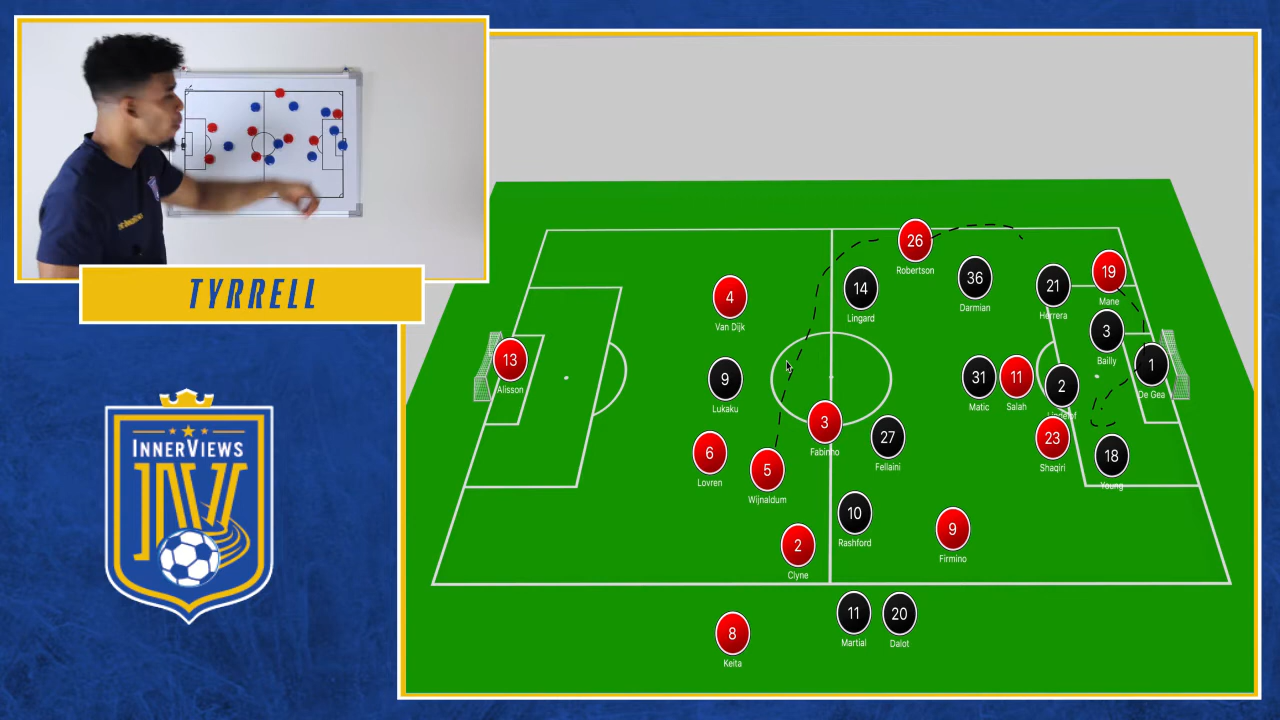 TYRRELL
INNERVIEWS
IV
26
Robertson
19
Mane
36
Darmian
21
Herrera
14
Lingard
4
Van Dijk
3
Bailly
13
Alisson
1
De Gea
9
Lukaku
31
Matic
11
Salah
2
Lindelof
3
Fabinho
27
Fellaini
23
Shaqiri
6
Lovren
18
Young
5
Wijnaldum
10
Rashford
9
Firmino
2
Clyne
11
Martial
20
Dalot
8
Keita